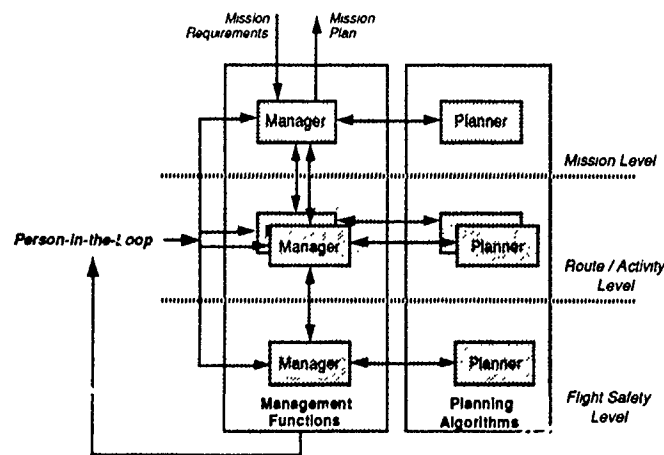 Mission
Requirements
Mission
Plan
Manager
Planner
Mission Level
Person-in-the-Loop
Manager
Planner
Route / Activity
Level
Manager
Planner
Management
Functions
Planning
Algorithms
Flight Safety
Level